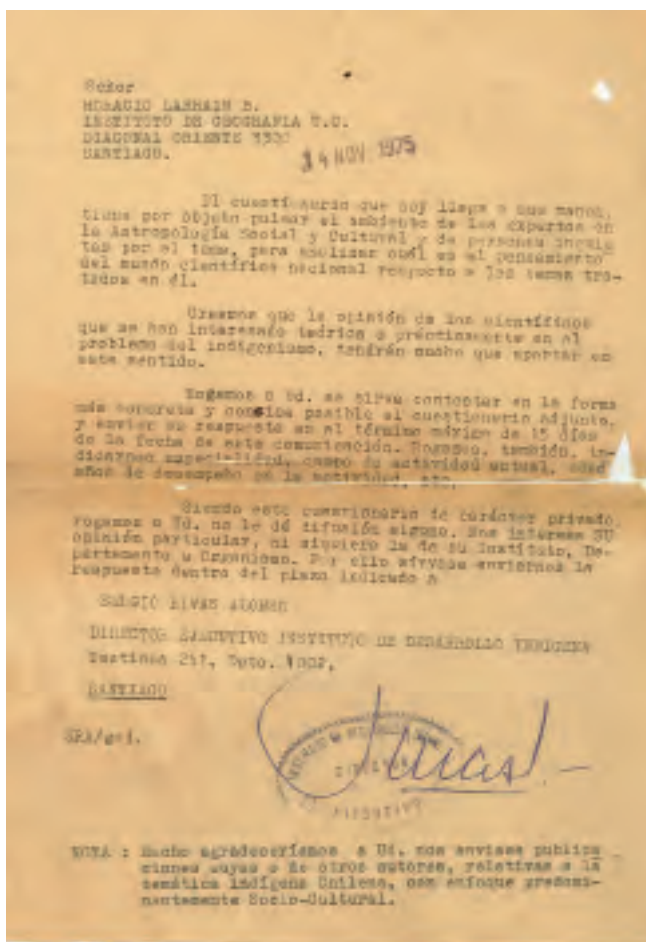 Señor
HORACIO LARRAIN B.
INSTITUTO DE GEOGRAFIA U.C.
DIAGONAL ORIENTE 3300
SANTIAGO.
14 NOV 1975
El cuestionario que hoy llega a sus manos,
tiene por objeto pulsar el ambiente de los expertos en
la Antropología Social y Cultural y de personas inquie
tas por el tema, para analizar cuál es el pensamiento
del mundo científico nacional respecto a los temas tra-
tados en él.
Creemos que la opinión de los científicos
que se han interesado teórica o prácticamente en el
problema del indigenismo, tendrán mucho que aportar en
este sentido.
Rogamos a Ud. se sirva contestar en la forma
más concreta y concisa posible el cuestionario adjunto,
y enviar su respuesta en el término máximo de 15 días
de la fecha de esta comunicación. Rogamos, también, in-
dicarnos especialidad, campo de actividad actual, edad
años de desempeño en la actividad, etc.
Siendo este cuestionario de carácter privado,
rogamos a Ud. no le dé difusión alguna. Nos interesa SU
opinión particular, ni siquiera la de su Instituto, De-
partamento u Organismo. Por ello sírvase enviarnos la
respuesta dentro del plazo indicado a
SERGIO RIVAS ALONSO
DIRECTOR EJECUTIVO INSTITUTO DE DESARROLLO INDIGENA
Teatinos Dpto.
SANTIAGO
DIRECTOR
EJECUTIVO
NOTA : Mucho agradeceríamos a Ud. nos enviase publica
ciones suyas o de otros autores, relativas a la
temática indígena Chilena, con enfoque predomi-
nantemente Socio-Cultural.